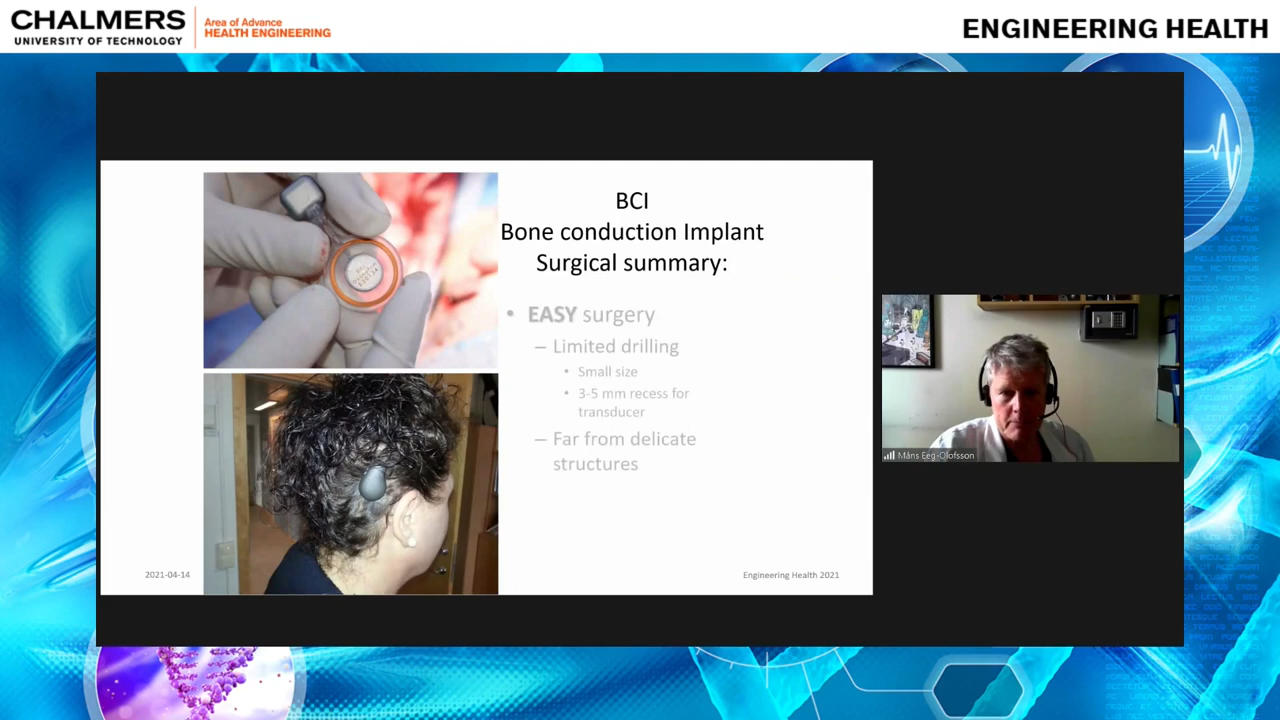 CHALMERS
UNIVERSITY OF TECHNOLOGY
Area of Advance
HEALTH ENGINEERING
ENGINEERING HEALTH
BCI
Bone conduction Implant
Surgical summary:
• EASY surgery
– Limited drilling
• Small size
• 3-5 mm recess for
transducer
– Far from delicate
structures
2021-04-14
Engineering Health 2021
Måns Eeg-Olofsson